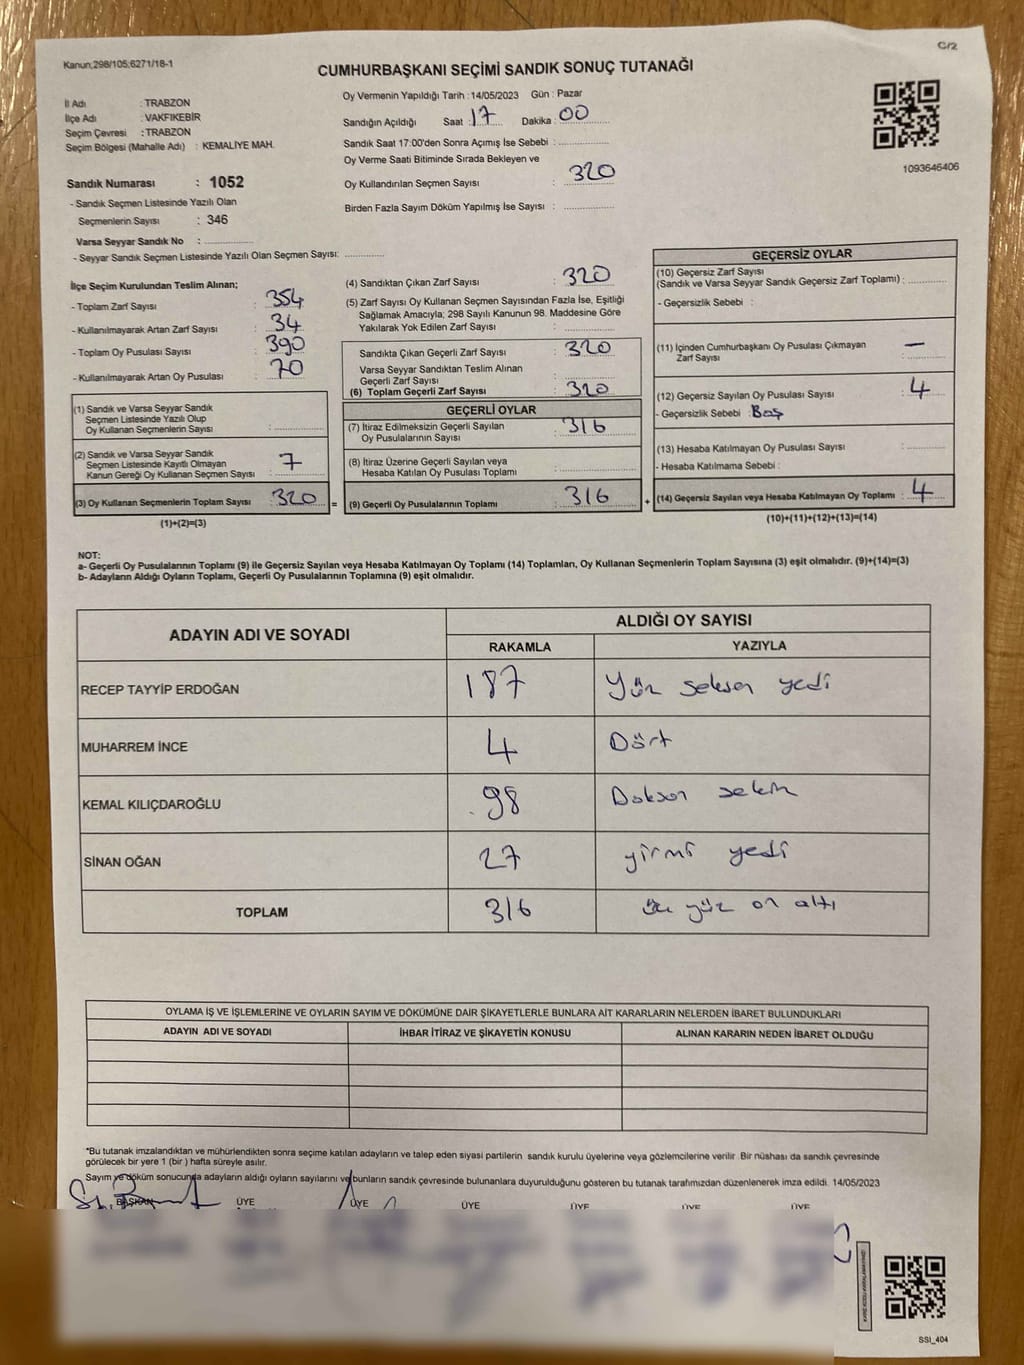 C/2
Kanun:298/105;6271/18-1
CUMHURBAŞKANI SEÇİMİ SANDIK SONUÇ TUTANAĞI
İl Adı : TRABZON
İlçe Adı : VAKFIKEBİR
Seçim Çevresi : TRABZON
Seçim Bölgesi (Mahalle Adı) : KEMALİYE MAH.
Sandık Numarası : 1052
- Sandık Seçmen Listesinde Yazılı Olan
Seçmenlerin Sayısı : 346
Varsa Seyyar Sandık No :
- Seyyar Sandık Seçmen Listesinde Yazılı Olan Seçmen Sayısı:
Oy Vermenin Yapıldığı Tarih : 14/05/2023 Gün : Pazar
Sandığın Açıldığı Saat : 17 Dakika : 00
Sandık Saat 17:00'den Sonra Açımış İse Sebebi :
Oy Verme Saati Bitiminde Sırada Bekleyen ve
Oy Kullandırılan Seçmen Sayısı : 320
Birden Fazla Sayım Döküm Yapılmış İse Sayısı :
1093646406
İlçe Seçim Kurulundan Teslim Alınan;
- Toplam Zarf Sayısı : 354
- Kullanılmayarak Artan Zarf Sayısı : 34
- Toplam Oy Pusulası Sayısı : 390
- Kullanılmayarak Artan Oy Pusulası : 70
(1) Sandık ve Varsa Seyyar Sandık
Seçmen Listesinde Yazılı Olup
Oy Kullanan Seçmenlerin Sayısı :
(2) Sandık ve Varsa Seyyar Sandık
Seçmen Listesinde Kayıtlı Olmayan
Kanun Gereği Oy Kullanan Seçmen Sayısı : 7
(3) Oy Kullanan Seçmenlerin Toplam Sayısı : 320 =
(1)+(2)=(3)
(4) Sandıktan Çıkan Zarf Sayısı : 320
(5) Zarf Sayısı Oy Kullanan Seçmen Sayısından Fazla İse, Eşitliği
Sağlamak Amacıyla; 298 Sayılı Kanunun 98. Maddesine Göre
Yakılarak Yok Edilen Zarf Sayısı :
Sandıkta Çıkan Geçerli Zarf Sayısı : 320
Varsa Seyyar Sandıktan Teslim Alınan
Geçerli Zarf Sayısı :
(6) Toplam Geçerli Zarf Sayısı : 320
GEÇERLİ OYLAR
(7) İtiraz Edilmeksizin Geçerli Sayılan
Oy Pusulalarının Sayısı : 316
(8) İtiraz Üzerine Geçerli Sayılan veya
Hesaba Katılan Oy Pusulası Toplamı :
(9) Geçerli Oy Pusulalarının Toplamı : 316 +
GEÇERSİZ OYLAR
(10) Geçersiz Zarf Sayısı
(Sandık ve Varsa Seyyar Sandık Geçersiz Zarf Toplamı) :
- Geçersizlik Sebebi :
(11) İçinden Cumhurbaşkanı Oy Pusulası Çıkmayan
Zarf Sayısı : —
(12) Geçersiz Sayılan Oy Pusulası Sayısı : 4
- Geçersizlik Sebebi : Boş
(13) Hesaba Katılmayan Oy Pusulası Sayısı :
- Hesaba Katılmama Sebebi :
(14) Geçersiz Sayılan veya Hesaba Katılmayan Oy Toplamı : 4
(10)+(11)+(12)+(13)=(14)
NOT:
a- Geçerli Oy Pusulalarının Toplamı (9) ile Geçersiz Sayılan veya Hesaba Katılmayan Oy Toplamı (14) Toplamları, Oy Kullanan Seçmenlerin Toplam Sayısına (3) eşit olmalıdır. (9)+(14)=(3)
b- Adayların Aldığı Oyların Toplamı, Geçerli Oy Pusulalarının Toplamına (9) eşit olmalıdır.
ADAYIN ADI VE SOYADI ALDIĞI OY SAYISI
RAKAMLA YAZIYLA
RECEP TAYYİP ERDOĞAN 187 Yüz seksen yedi
MUHARREM İNCE 4 Dört
KEMAL KILIÇDAROĞLU 98 Doksan sekiz
SİNAN OĞAN 27 yirmi yedi
TOPLAM 316 üç yüz on altı
OYLAMA İŞ VE İŞLEMLERİNE VE OYLARIN SAYIM VE DÖKÜMÜNE DAİR ŞİKAYETLERLE BUNLARA AİT KARARLARIN NELERDEN İBARET BULUNDUKLARI
ADAYIN ADI VE SOYADI İHBAR İTİRAZ VE ŞİKAYETİN KONUSU ALINAN KARARIN NEDEN İBARET OLDUĞU
*Bu tutanak imzalandıktan ve mühürlendikten sonra seçime katılan adayların ve talep eden siyasi partilerin sandık kurulu üyelerine veya gözlemcilerine verilir. Bir nüshası da sandık çevresinde
görülecek bir yere 1 (bir) hafta süreyle asılır.
Sayım ve döküm sonucunda adayların aldığı oyların sayılarını ve bunların sandık çevresinde bulunanlara duyurulduğunu gösteren bu tutanak tarafımızdan düzenlenerek imza edildi. 14/05/2023
BAŞKAN ÜYE ÜYE ÜYE ÜYE ÜYE ÜYE
SSI_404